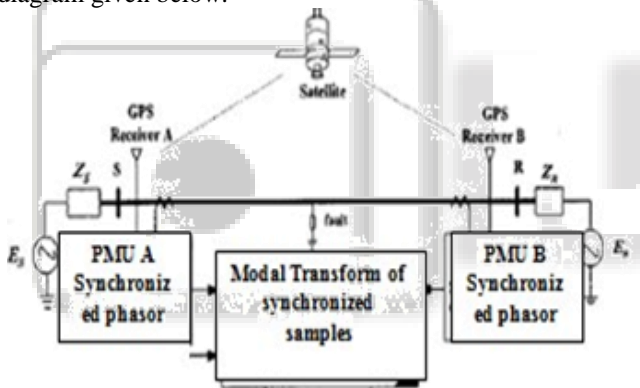 diagram given below.
Satellite
GPS
Receiver A
GPS
Receiver B
S
R
fault
PMU A
Synchroniz
ed phasor
Modal Transform of
synchronized
samples
PMU B
Synchroniz
ed phasor